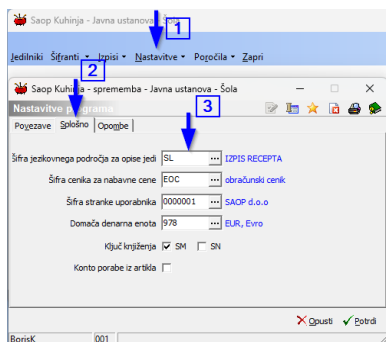 Saop Kuhinja - Javna ustanova Šola
1
Jedilniki Šifranti Izpisi Nastavitve Poročila Zapri
2
Saop Kuhinja - sprememba - Javna ustanova - Šola
Nastavitve programa
3
Povezave Splošno Opombe
Šifra jezikovnega področja za opise jedi SL ... IZPIS RECEPTA
Šifra cenika za nabavne cene EOC ... obračunski cenik
Šifra stranke uporabnika 0000001 ... SAOP d.o.o
Domača denarna enota 978 ... EUR, Evro
Ključ knjiženja SM SN
Konto porabe iz artikla
Opusti Potrdi
BorisK 001